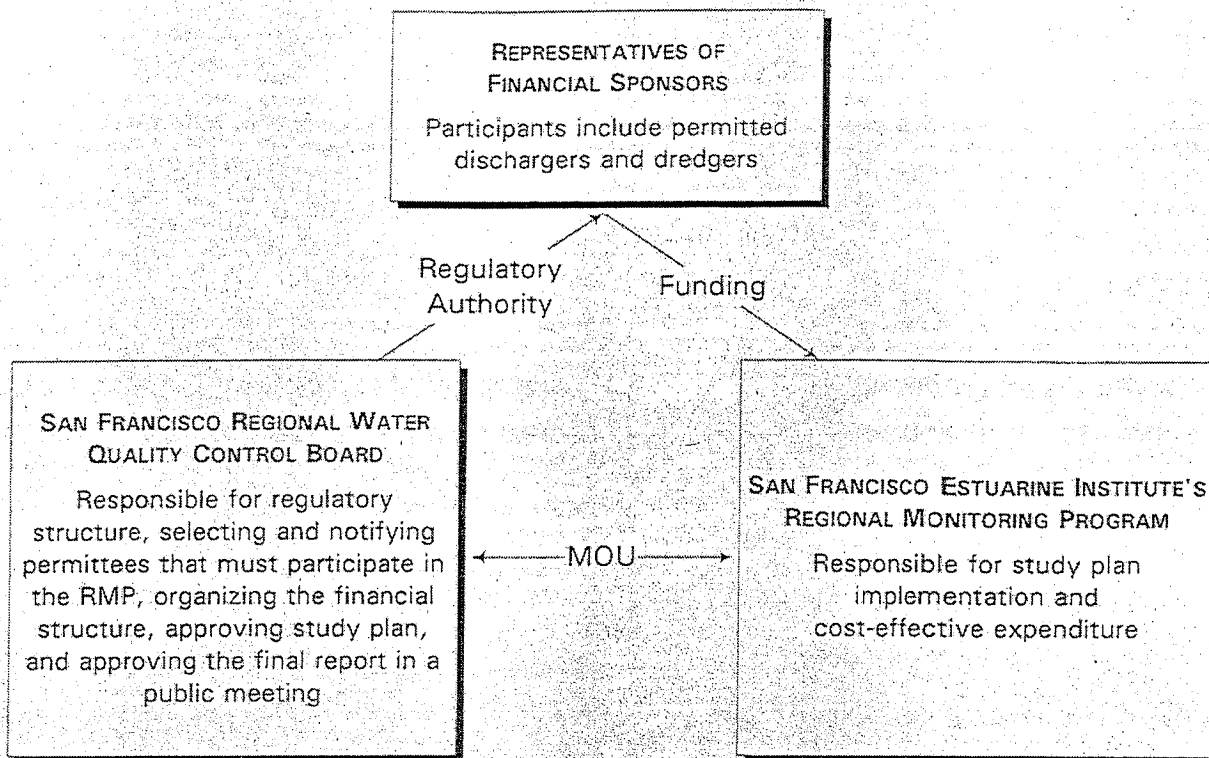 REPRESENTATIVES OF
FINANCIAL SPONSORS
Participants include permitted
dischargers and dredgers
Regulatory
Authority
Funding
SAN FRANCISCO REGIONAL WATER
QUALITY CONTROL BOARD
Responsible for regulatory
structure, selecting and notifying
permittees that must participate in
the RMP, organizing the financial
structure, approving study plan,
and approving the final report in a
public meeting
MOU
SAN FRANCISCO ESTUARINE INSTITUTE'S
REGIONAL MONITORING PROGRAM
Responsible for study plan
implementation and
cost-effective expenditure